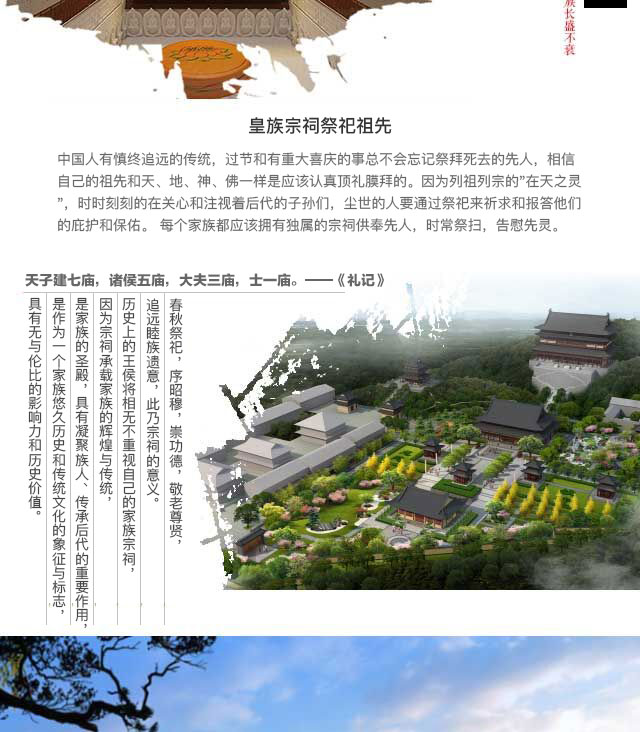 族长盛不衰
皇族宗祠祭祀祖先
中国人有慎终追远的传统，过节和有重大喜庆的事总不会忘记祭拜死去的先人，相信
自己的祖先和天、地、神、佛一样是应该认真顶礼膜拜的。因为列祖列宗的”在天之灵
”，时时刻刻的在关心和注视着后代的子孙们，尘世的人要通过祭祀来祈求和报答他们
的庇护和保佑。 每个家族都应该拥有独属的宗祠供奉先人，时常祭扫，告慰先灵。
天子建七庙，诸侯五庙，大夫三庙，士一庙。——《礼记》
春秋祭祀，序昭穆，崇功德，敬老尊贤，
追远睦族遗意，此乃宗祠的意义。
历史上的王侯将相无不重视自己的家族宗祠，
因为宗祠承载家族的辉煌与传统，
是家族的圣殿，具有凝聚族人、传承后代的重要作用，
是作为一个家族悠久历史和传统文化的象征与标志，
具有无与伦比的影响力和历史价值。